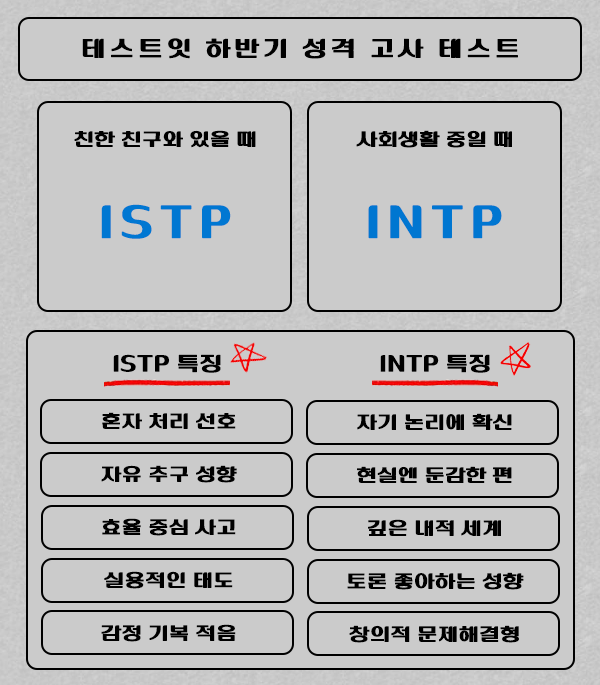 테스트잇 하반기 성격 고사 테스트
친한 친구와 있을 때
ISTP
사회생활 중일 때
INTP
ISTP 특징
혼자 처리 선호
자유 추구 성향
효율 중심 사고
실용적인 태도
감정 기복 적음
INTP 특징
자기 논리에 확신
현실엔 둔감한 편
깊은 내적 세계
토론 좋아하는 성향
창의적 문제해결형